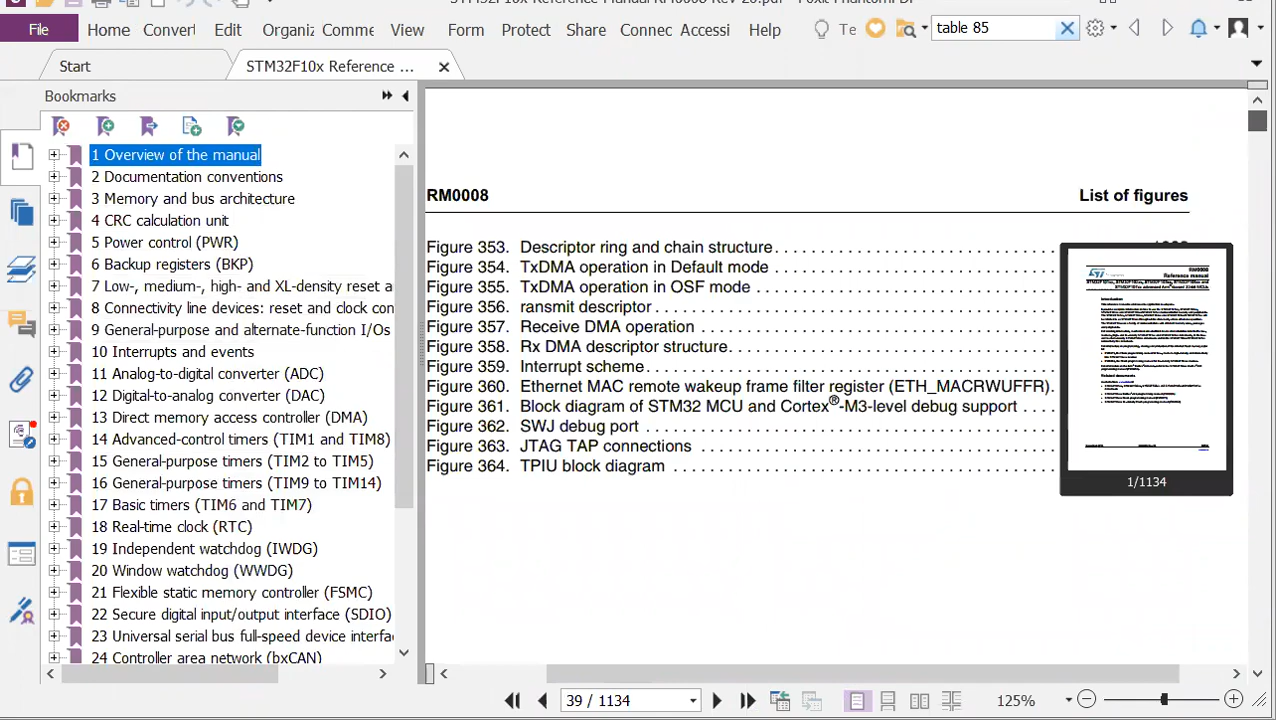 File Home Convert Edit Organiz Comme View Form Protect Share Connec Accessi Help Te table 85
Start STM32F10x Reference ...
Bookmarks
1 Overview of the manual
2 Documentation conventions
3 Memory and bus architecture
4 CRC calculation unit
5 Power control (PWR)
6 Backup registers (BKP)
7 Low-, medium-, high- and XL-density reset a
8 Connectivity line devices: reset and clock con
9 General-purpose and alternate-function I/Os
10 Interrupts and events
11 Analog-to-digital converter (ADC)
12 Digital-to-analog converter (DAC)
13 Direct memory access controller (DMA)
14 Advanced-control timers (TIM1 and TIM8)
15 General-purpose timers (TIM2 to TIM5)
16 General-purpose timers (TIM9 to TIM14)
17 Basic timers (TIM6 and TIM7)
18 Real-time clock (RTC)
19 Independent watchdog (IWDG)
20 Window watchdog (WWDG)
21 Flexible static memory controller (FSMC)
22 Secure digital input/output interface (SDIO)
23 Universal serial bus full-speed device interfa
24 Controller area network (bxCAN)
RM0008 List of figures
Figure 353. Descriptor ring and chain structure
Figure 354. TxDMA operation in Default mode
Figure 355. TxDMA operation in OSF mode
Figure 356. ransmit descriptor
Figure 357. Receive DMA operation
Figure 358. Rx DMA descriptor structure
Figure 359. Interrupt scheme
Figure 360. Ethernet MAC remote wakeup frame filter register (ETH_MACRWUFFR).
Figure 361. Block diagram of STM32 MCU and Cortex®-M3-level debug support
Figure 362. SWJ debug port
Figure 363. JTAG TAP connections
Figure 364. TPIU block diagram
1/1134
39 / 1134 125%